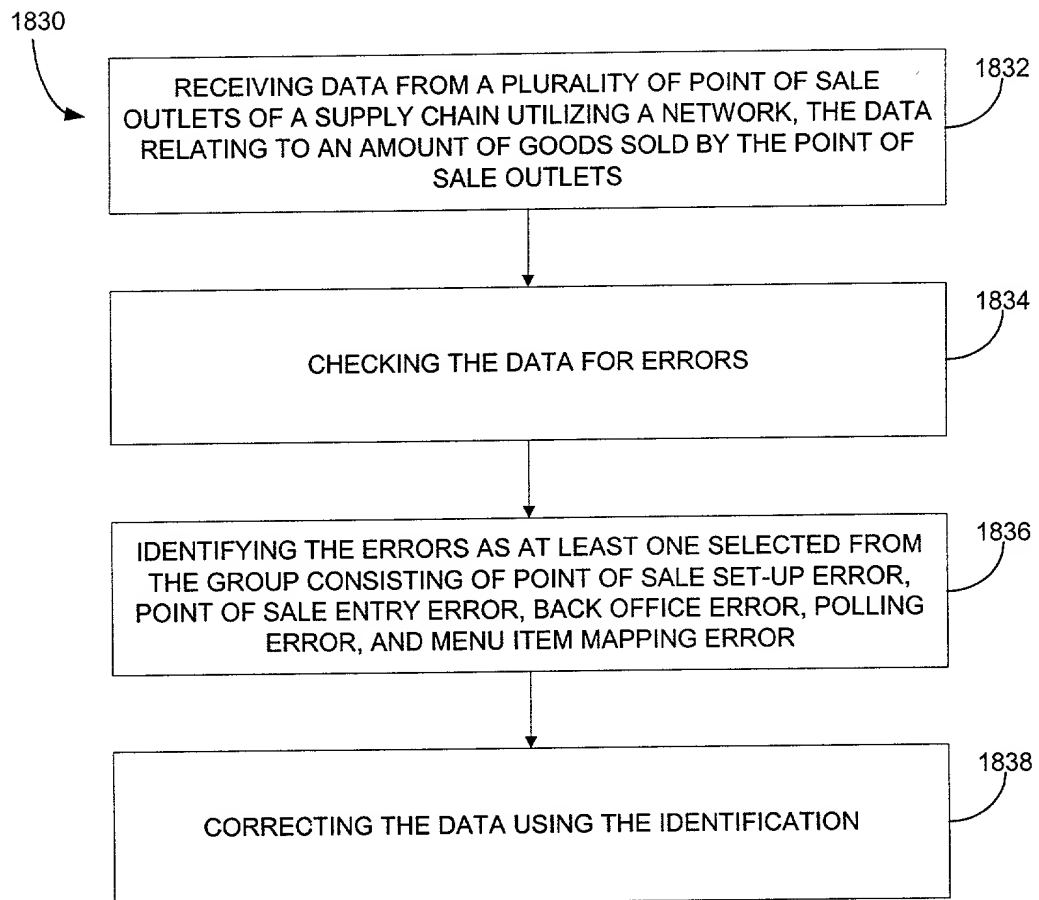 1830
RECEIVING DATA FROM A PLURALITY OF POINT OF SALE
OUTLETS OF A SUPPLY CHAIN UTILIZING A NETWORK, THE DATA
RELATING TO AN AMOUNT OF GOODS SOLD BY THE POINT OF
SALE OUTLETS
1832
CHECKING THE DATA FOR ERRORS
1834
IDENTIFYING THE ERRORS AS AT LEAST ONE SELECTED FROM
THE GROUP CONSISTING OF POINT OF SALE SET-UP ERROR,
POINT OF SALE ENTRY ERROR, BACK OFFICE ERROR, POLLING
ERROR, AND MENU ITEM MAPPING ERROR
1836
CORRECTING THE DATA USING THE IDENTIFICATION
1838